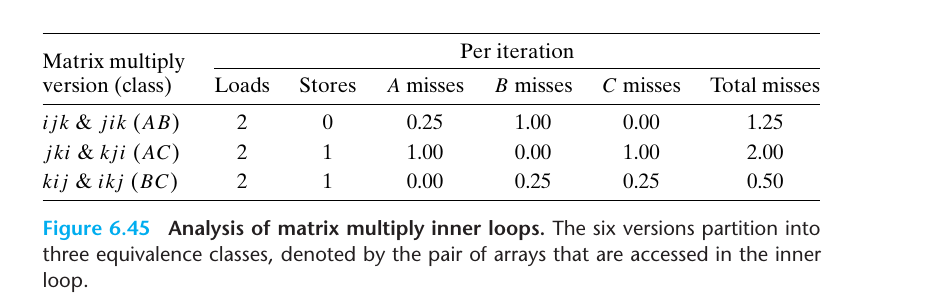 Per iteration
Matrix multiply
version (class) Loads Stores A misses B misses C misses Total misses
ijk & jik (AB) 2 0 0.25 1.00 0.00 1.25
jki & kji (AC) 2 1 1.00 0.00 1.00 2.00
kij & ikj (BC) 2 1 0.00 0.25 0.25 0.50
Figure 6.45 Analysis of matrix multiply inner loops. The six versions partition into
three equivalence classes, denoted by the pair of arrays that are accessed in the inner
loop.